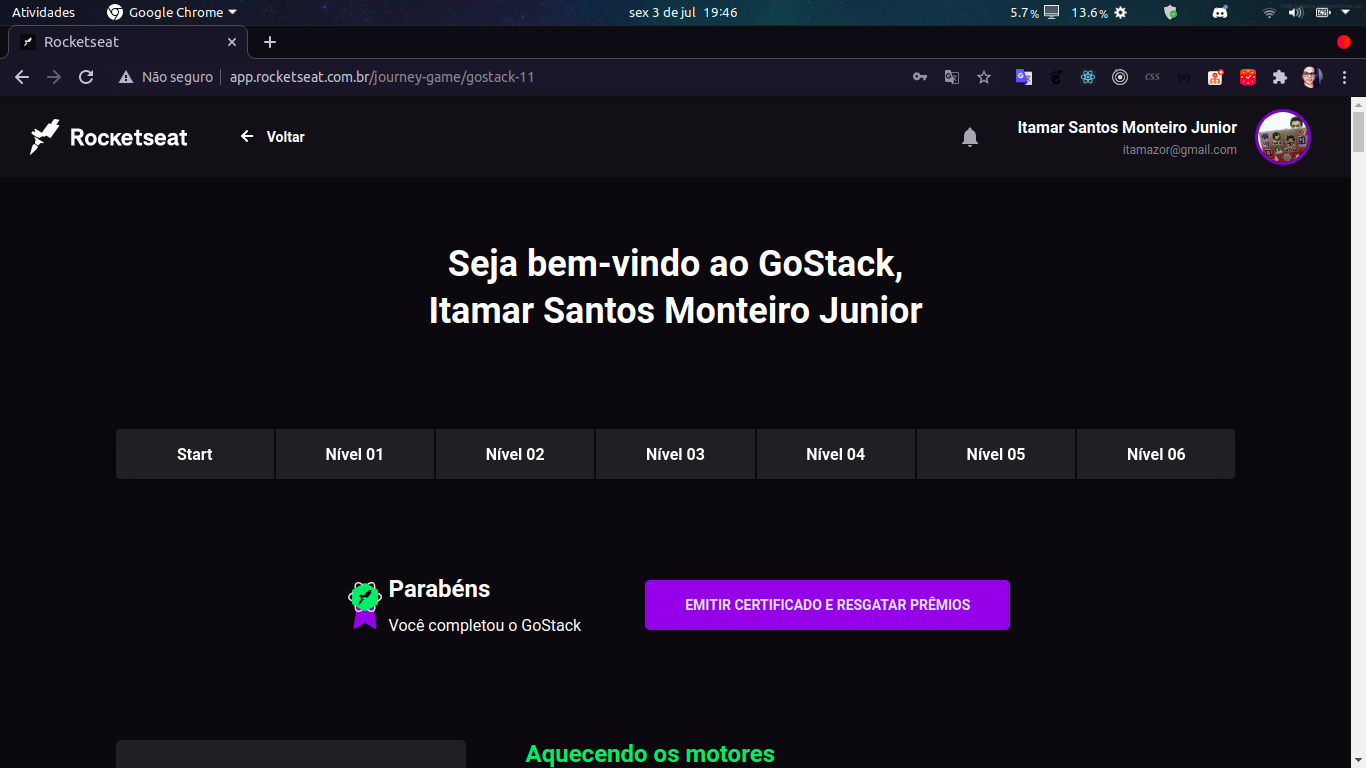 Atividades Google Chrome sex 3 de jul 19:46 5.7% 13.6%
Rocketseat
Não seguro app.rocketseat.com.br/journey-game/gostack-11 CSS
Rocketseat Voltar
Itamar Santos Monteiro Junior
itamazor@gmail.com
Seja bem-vindo ao GoStack,
Itamar Santos Monteiro Junior
Start Nível 01 Nível 02 Nível 03 Nível 04 Nível 05 Nível 06
Parabéns
Você completou o GoStack
EMITIR CERTIFICADO E RESGATAR PRÊMIOS
Aquecendo os motores